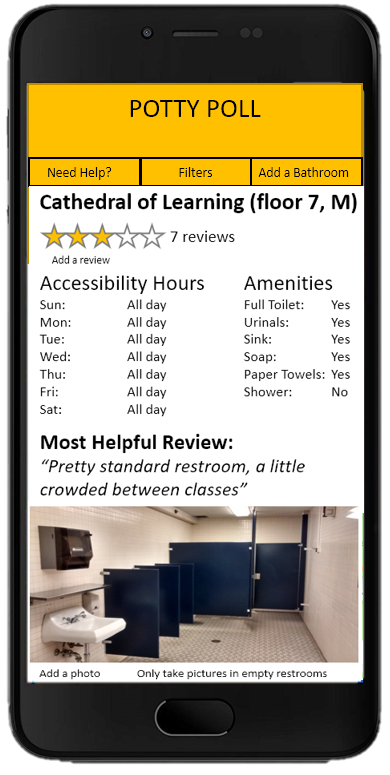 POTTY POLL
Need Help? Filters Add a Bathroom
Cathedral of Learning (floor 7, M)
7 reviews
Add a review
Accessibility Hours Amenities
Sun: All day Full Toilet: Yes
Mon: All day Urinals: Yes
Tue: All day Sink: Yes
Wed: All day Soap: Yes
Thu: All day Paper Towels: Yes
Fri: All day Shower: No
Sat: All day
Most Helpful Review:
“Pretty standard restroom, a little
crowded between classes”
Add a photo Only take pictures in empty restrooms